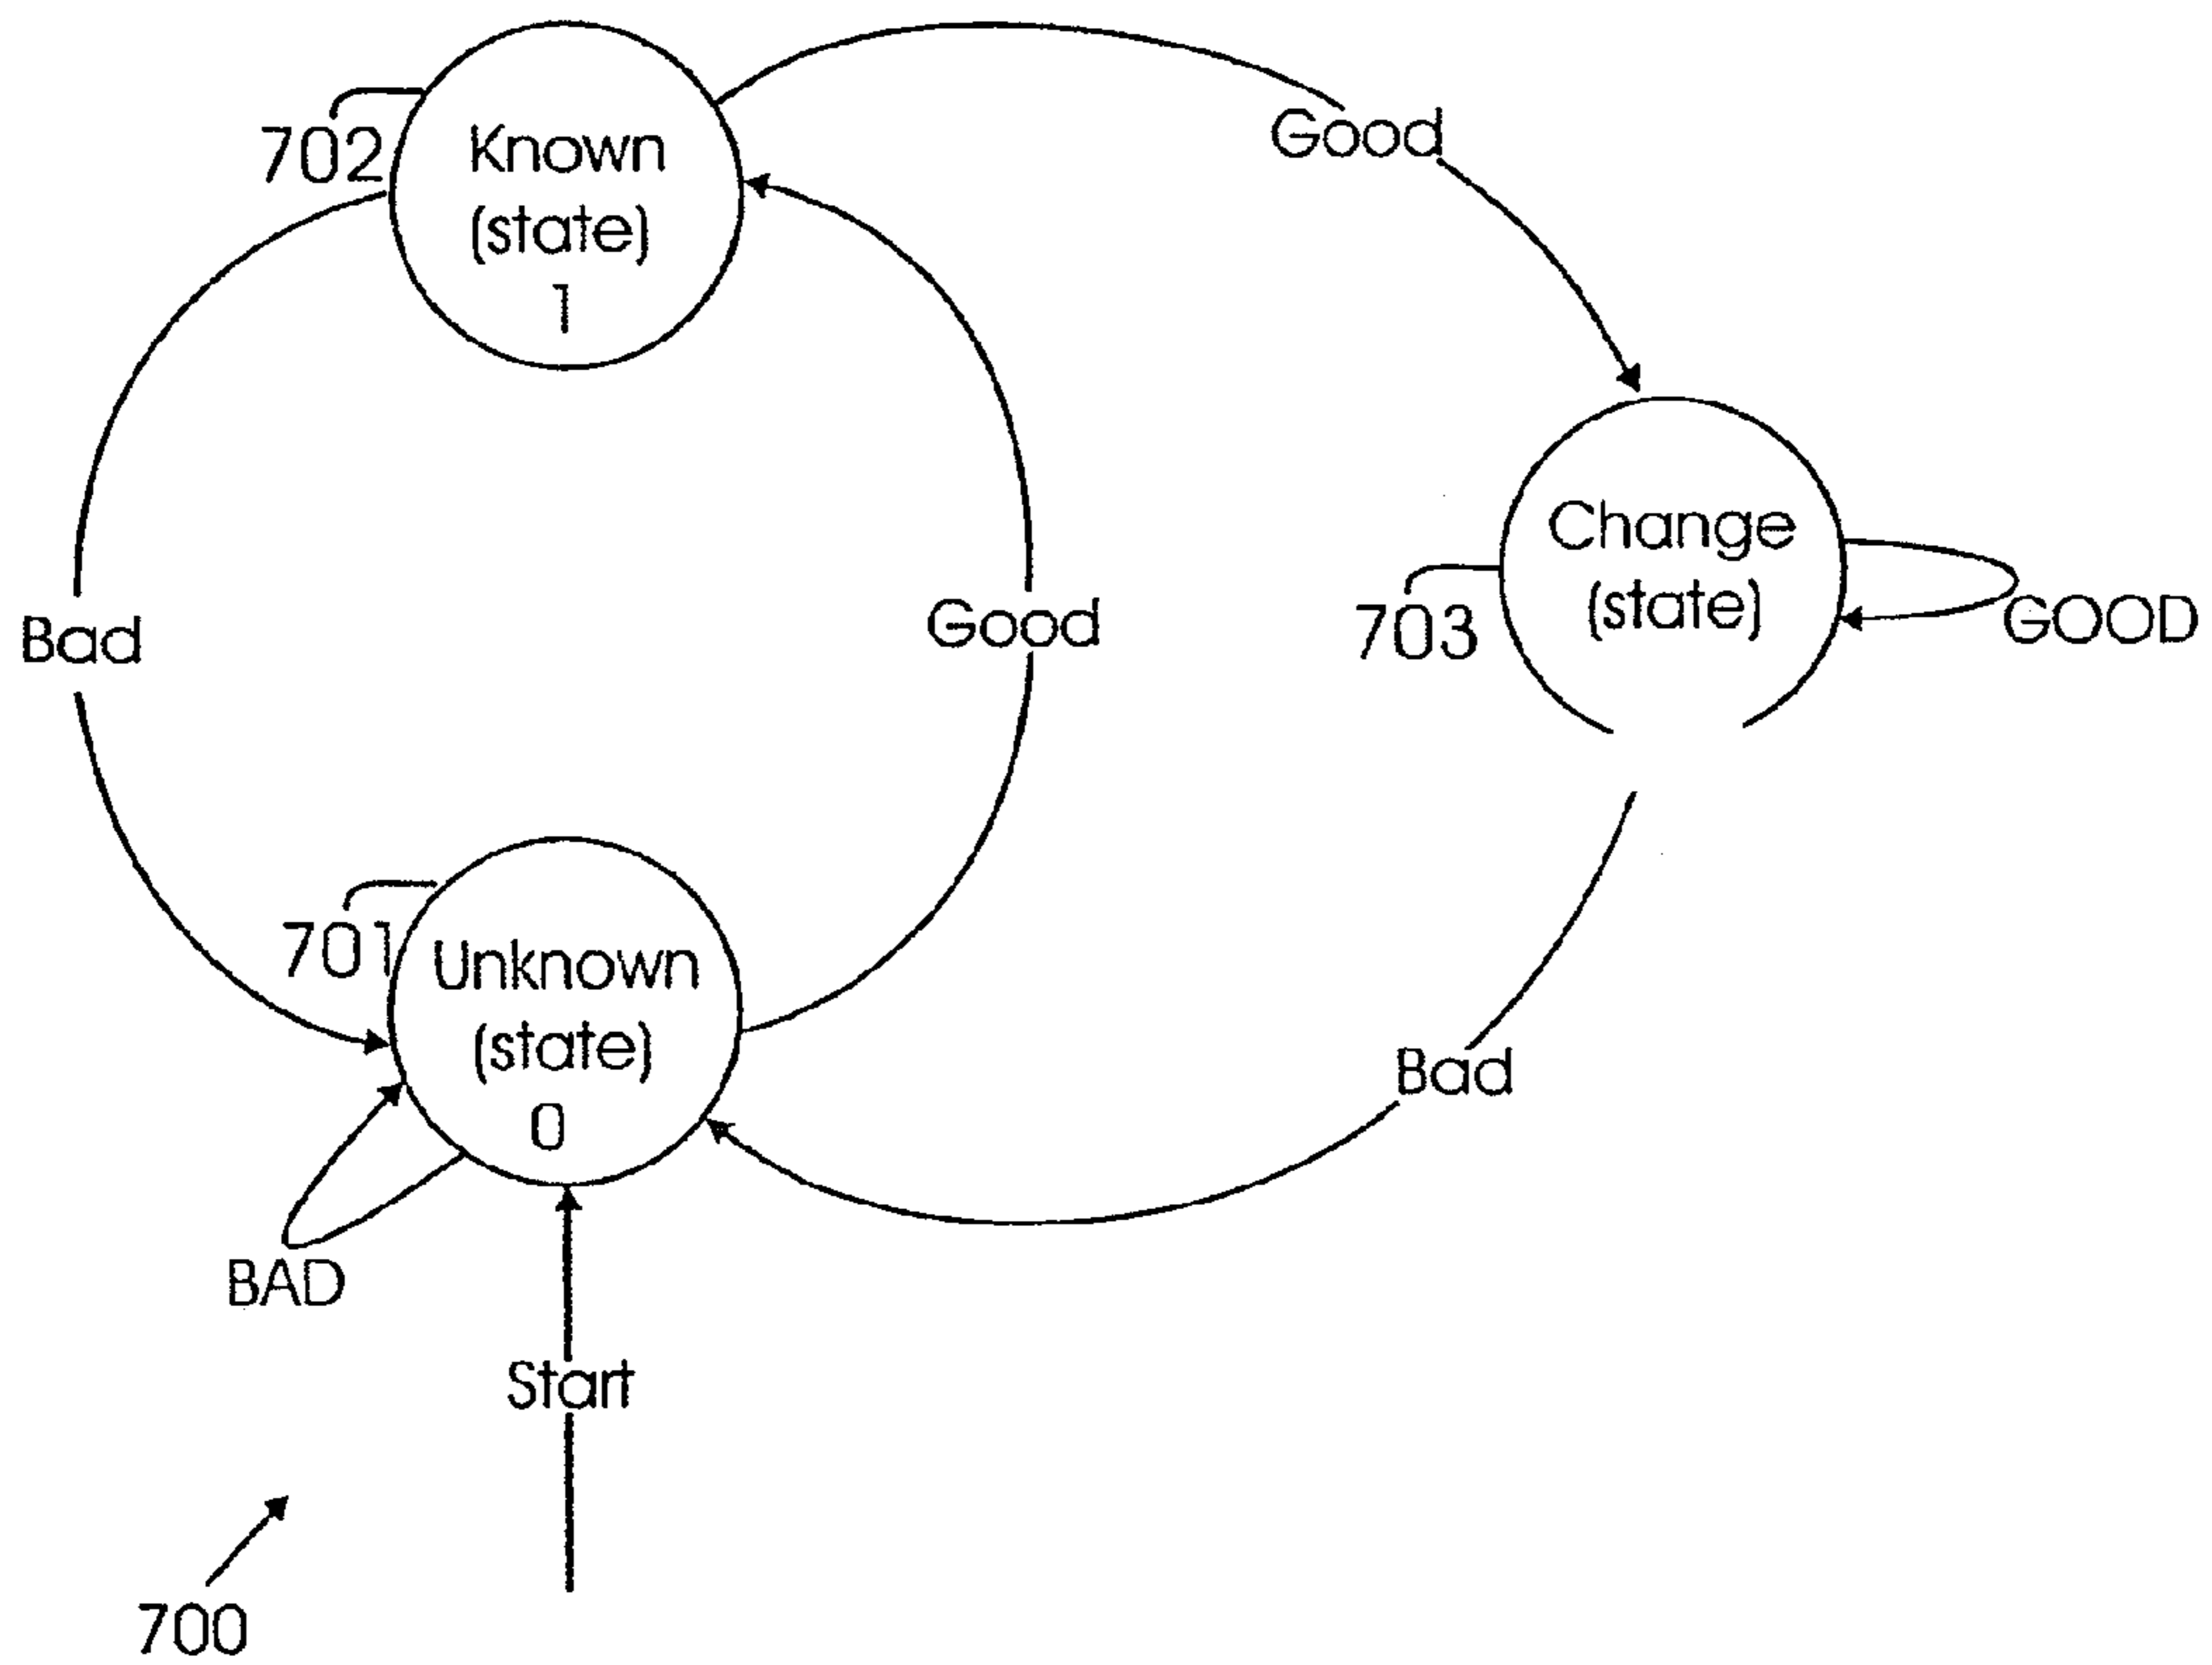 702
Known
(state)
1
Good
Change
(state)
703
GOOD
Bad
Good
701
Unknown
(state)
0
Bad
BAD
Start
700